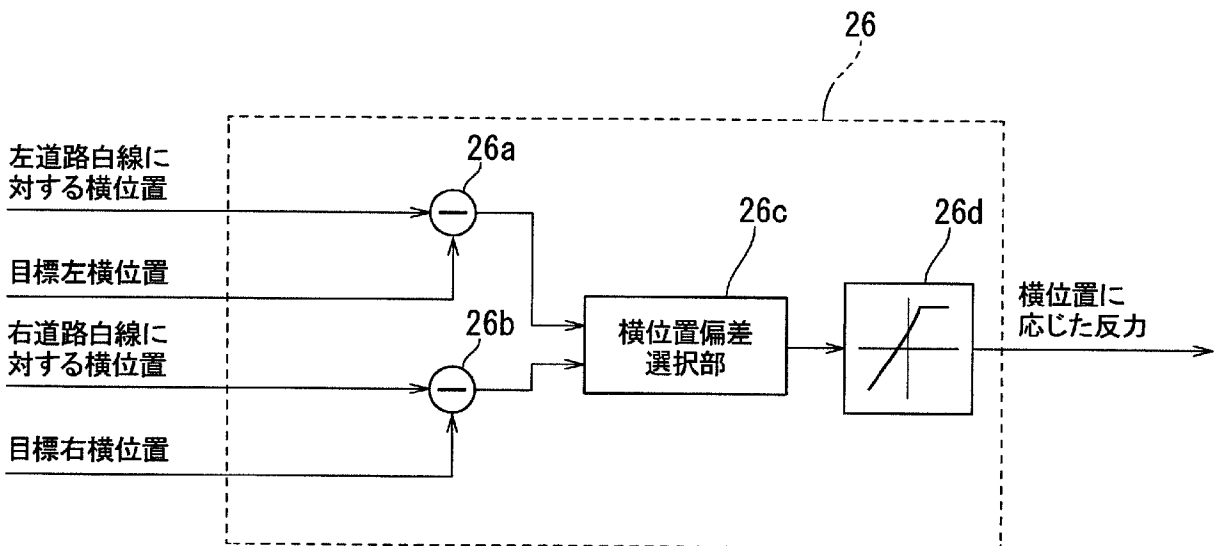 26
左道路白線に
対する横位置
26a
26c
26d
目標左横位置
横位置に
応じた反力
右道路白線に
対する横位置
26b
横位置偏差
選択部
目標右横位置